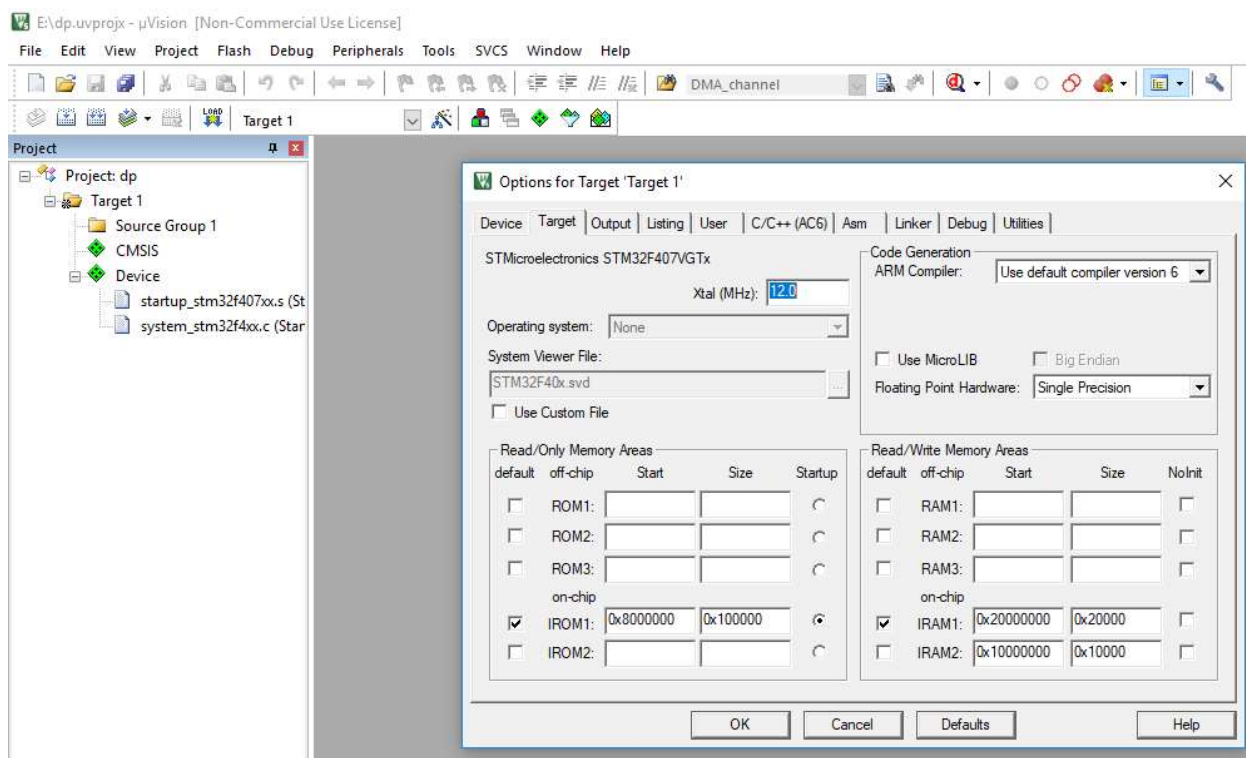 E:\dp.uvprojx - µVision [Non-Commercial Use License]
File Edit View Project Flash Debug Peripherals Tools SVCS Window Help
DMA_channel
LOAD
Target 1
Project
Project: dp
Target 1
Source Group 1
CMSIS
Device
startup_stm32f407xx.s (St
system_stm32f4xx.c (Star
Options for Target 'Target 1'
Device Target Output Listing User C/C++ (AC6) Asm Linker Debug Utilities
STMicroelectronics STM32F407VGTx
Xtal (MHz): 12.0
Operating system: None
System Viewer File:
STM32F40x.svd
...
Use Custom File
Code Generation
ARM Compiler: Use default compiler version 6
Use MicroLIB Big Endian
Floating Point Hardware: Single Precision
Read/Only Memory Areas
default off-chip Start Size Startup
ROM1:
ROM2:
ROM3:
on-chip
IROM1: 0x8000000 0x100000
IROM2:
Read/Write Memory Areas
default off-chip Start Size NoInit
RAM1:
RAM2:
RAM3:
on-chip
IRAM1: 0x20000000 0x20000
IRAM2: 0x10000000 0x10000
OK Cancel Defaults Help